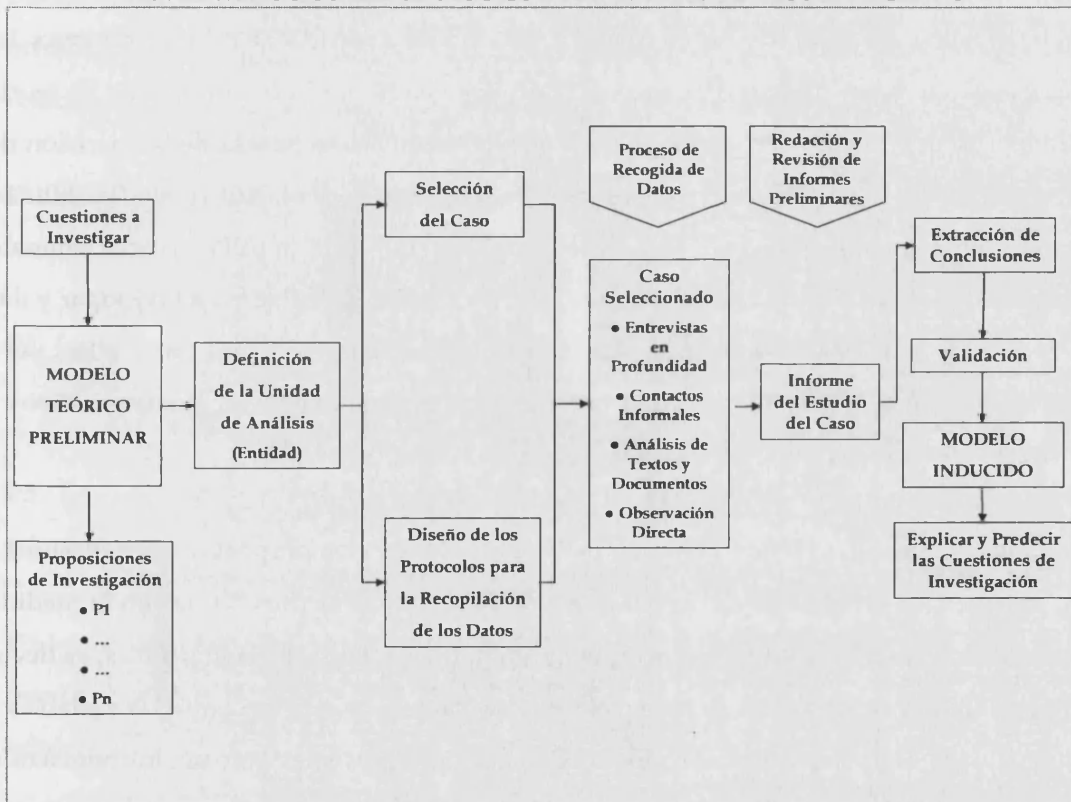 Cuestiones a
Investigar
MODELO
TEÓRICO
PRELIMINAR
Proposiciones
de Investigación
• P1
• ...
• ...
• Pn
Definición
de la Unidad
de Análisis
(Entidad)
Selección
del Caso
Diseño de los
Protocolos para
la Recopilación
de los Datos
Proceso de
Recogida de
Datos
Redacción y
Revisión de
Informes
Preliminares
Caso
Seleccionado
• Entrevistas
en
Profundidad
• Contactos
Informales
• Análisis de
Textos y
Documentos
• Observación
Directa
Informe
del Estudio
del Caso
Extracción de
Conclusiones
Validación
MODELO
INDUCIDO
Explicar y Predecir
las Cuestiones de
Investigación